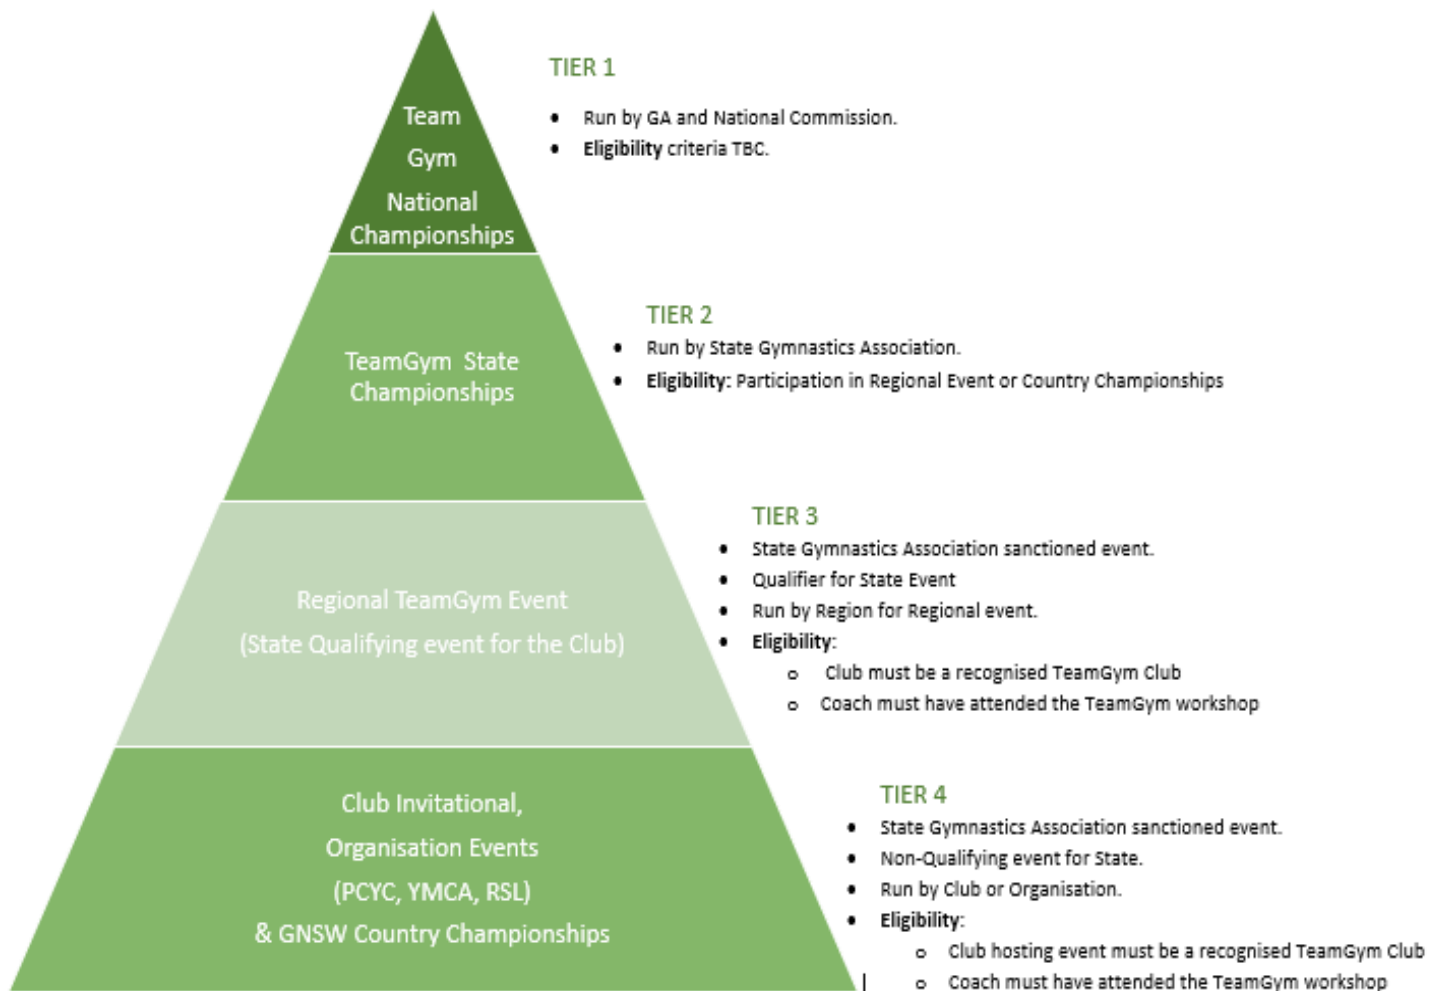 Team
Gym
National
Championships
TIER 1
• Run by GA and National Commission.
• Eligibility criteria TBC.
TeamGym State
Championships
TIER 2
• Run by State Gymnastics Association.
• Eligibility: Participation in Regional Event or Country Championships
Regional TeamGym Event
(State Qualifying event for the Club)
TIER 3
• State Gymnastics Association sanctioned event.
• Qualifier for State Event
• Run by Region for Regional event.
• Eligibility:
o Club must be a recognised TeamGym Club
o Coach must have attended the TeamGym workshop
Club Invitational,
Organisation Events
(PCYC, YMCA, RSL)
& GNSW Country Championships
TIER 4
• State Gymnastics Association sanctioned event.
• Non-Qualifying event for State.
• Run by Club or Organisation.
• Eligibility:
o Club hosting event must be a recognised TeamGym Club
o Coach must have attended the TeamGym workshop